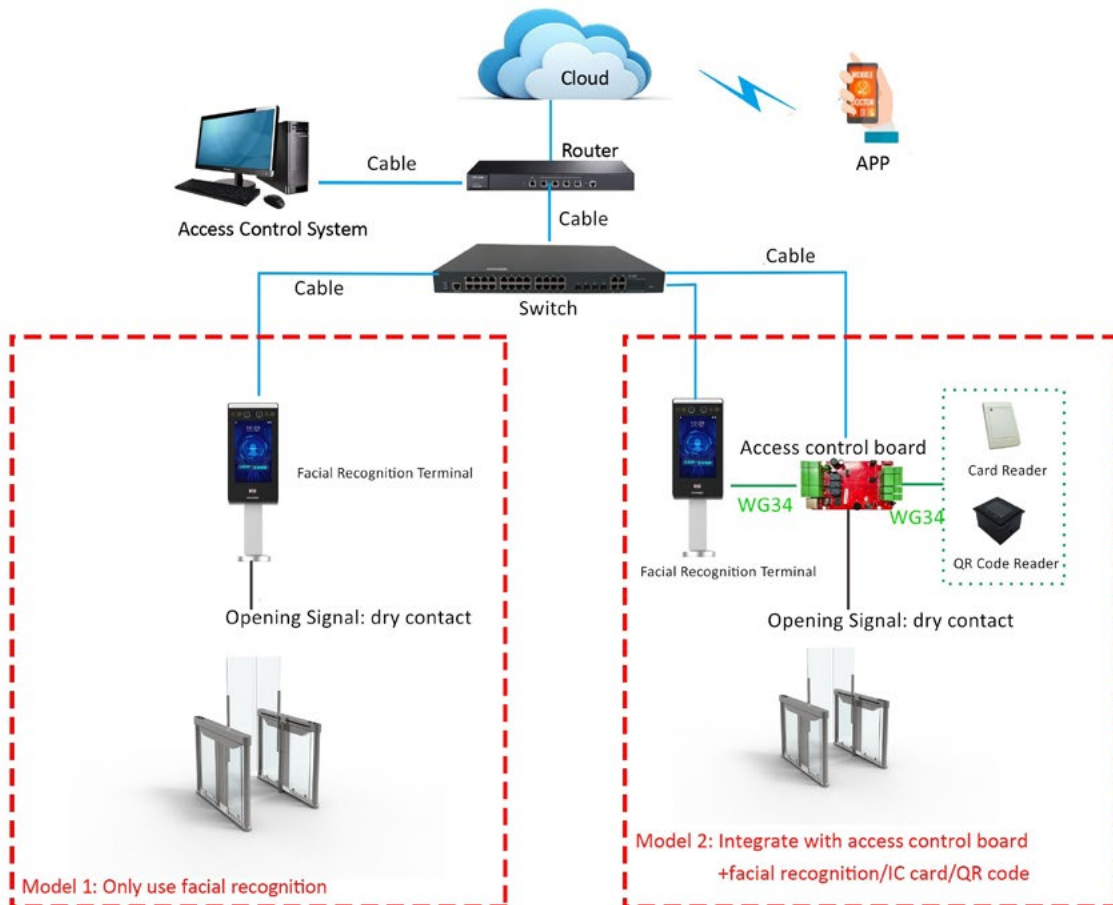 Cloud
Router
APP
Cable
Access Control System
Cable
Cable
Cable
Switch
Facial Recognition Terminal
Access control board
Card Reader
WG34
WG34
QR Code Reader
Facial Recognition Terminal
Opening Signal: dry contact
Opening Signal: dry contact
Model 1: Only use facial recognition
Model 2: Integrate with access control board
+facial recognition/IC card/QR code